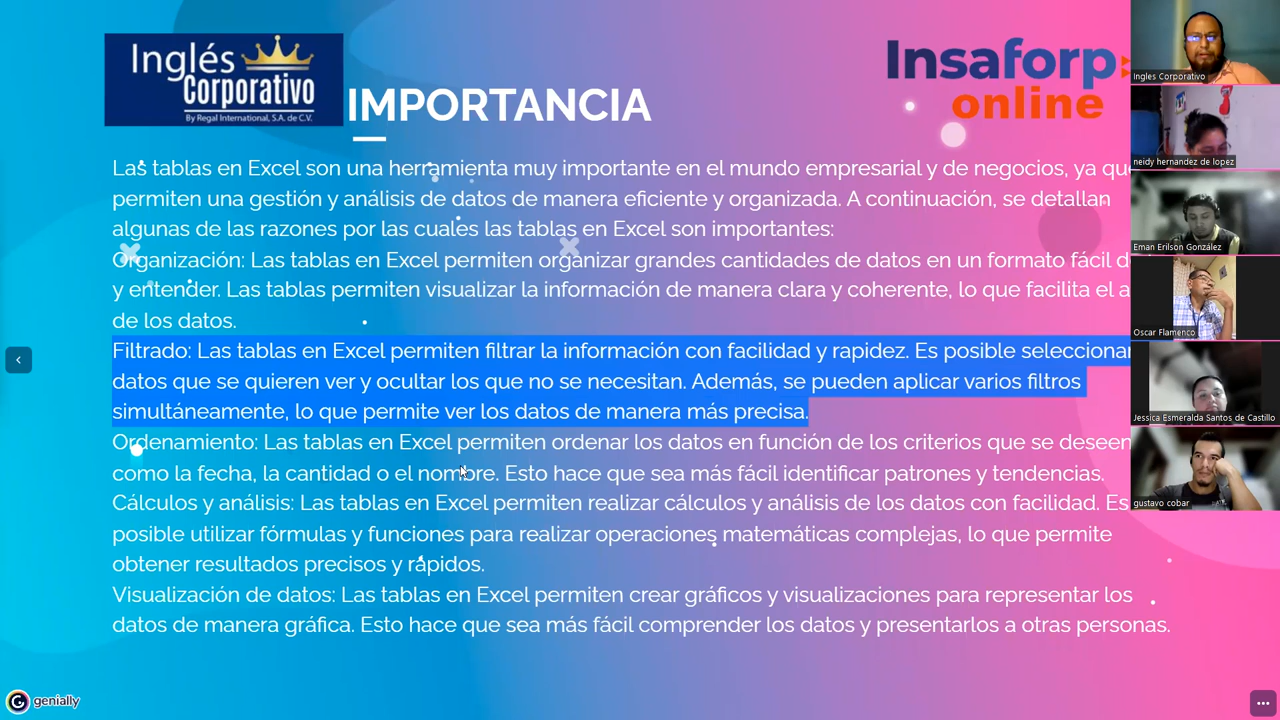 Inglés
Corporativo
By Regal International, S.A. de C.V.
Insaforp
online
IMPORTANCIA
Las tablas en Excel son una herramienta muy importante en el mundo empresarial y de negocios, ya que
permiten una gestión y análisis de datos de manera eficiente y organizada. A continuación, se detallan
algunas de las razones por las cuales las tablas en Excel son importantes:
Organización: Las tablas en Excel permiten organizar grandes cantidades de datos en un formato fácil
y entender. Las tablas permiten visualizar la información de manera clara y coherente, lo que facilita el
de los datos.
Filtrado: Las tablas en Excel permiten filtrar la información con facilidad y rapidez. Es posible seleccionar
datos que se quieren ver y ocultar los que no se necesitan. Además, se pueden aplicar varios filtros
simultáneamente, lo que permite ver los datos de manera más precisa.
Ordenamiento: Las tablas en Excel permiten ordenar los datos en función de los criterios que se deseen
como la fecha, la cantidad o el nombre. Esto hace que sea más fácil identificar patrones y tendencias.
Cálculos y análisis: Las tablas en Excel permiten realizar cálculos y análisis de los datos con facilidad. Es
posible utilizar fórmulas y funciones para realizar operaciones matemáticas complejas, lo que permite
obtener resultados precisos y rápidos.
Visualización de datos: Las tablas en Excel permiten crear gráficos y visualizaciones para representar los
datos de manera gráfica. Esto hace que sea más fácil comprender los datos y presentarlos a otras personas.
Ingles Corporativo
neidy hernandez de lopez
Eman Erilson González
Oscar Flamenco
Jessica Esmeralda Santos de Castillo
gustavo cobar
genially